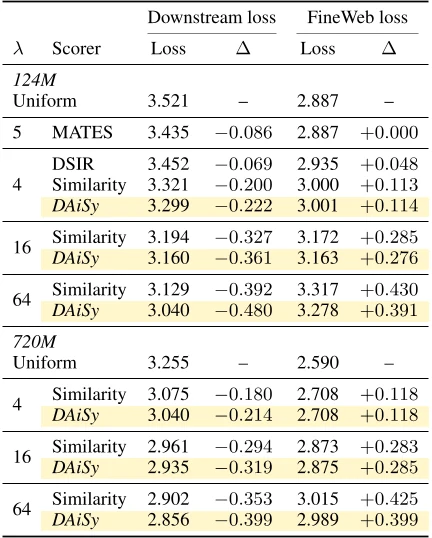 Downstream loss FineWeb loss
λ Scorer Loss Δ Loss Δ
124M
Uniform 3.521 – 2.887 –
5 MATES 3.435 −0.086 2.887 +0.000
DSIR 3.452 −0.069 2.935 +0.048
4 Similarity 3.321 −0.200 3.000 +0.113
DAiSy 3.299 −0.222 3.001 +0.114
16 Similarity 3.194 −0.327 3.172 +0.285
DAiSy 3.160 −0.361 3.163 +0.276
64 Similarity 3.129 −0.392 3.317 +0.430
DAiSy 3.040 −0.480 3.278 +0.391
720M
Uniform 3.255 – 2.590 –
4 Similarity 3.075 −0.180 2.708 +0.118
DAiSy 3.040 −0.214 2.708 +0.118
16 Similarity 2.961 −0.294 2.873 +0.283
DAiSy 2.935 −0.319 2.875 +0.285
64 Similarity 2.902 −0.353 3.015 +0.425
DAiSy 2.856 −0.399 2.989 +0.399